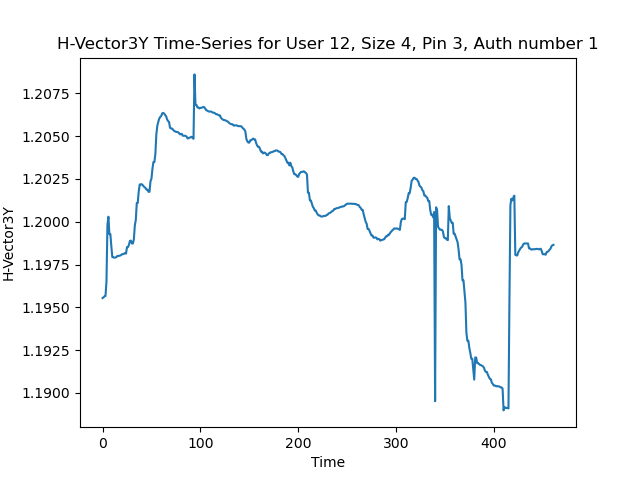 H-Vector3Y Time-Series for User 12, Size 4, Pin 3, Auth number 1
1.2075
1.2050
1.2025
1.2000
1.1975
1.1950
1.1925
1.1900
H-Vector3Y
0 100 200 300 400
Time